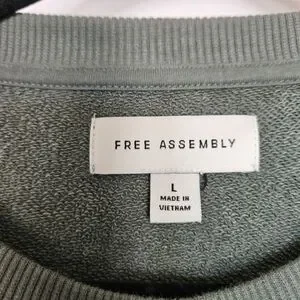 FREE ASSEMBLY
L
MADE IN
VIETNAM